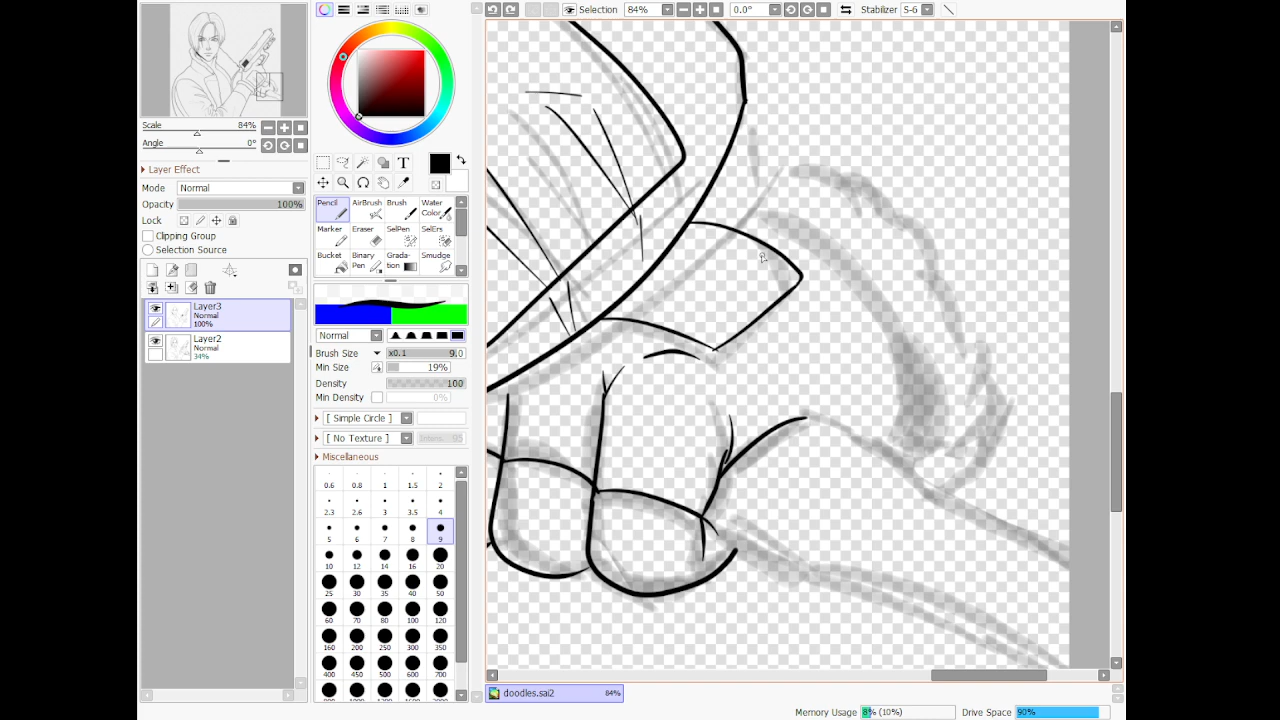 Selection 84% 0.0° Stabilizer S-6
Scale 84%
Angle 0°
Layer Effect
Mode Normal
Opacity 100%
Lock
Clipping Group
Selection Source
Layer3
Normal
100%
Layer2
Normal
34%
T
Pencil AirBrush Brush Water Color
Marker Eraser SelPen SelErs
Bucket Binary Pen Grada-tion Smudge
Normal
Brush Size x0.1 9.0
Min Size 19%
Density 100
Min Density 0%
[ Simple Circle ]
[ No Texture ] Intens. 95
Miscellaneous
0.6 0.8 1 1.5 2
2.3 2.6 3 3.5 4
5 6 7 8 9
10 12 14 16 20
25 30 35 40 50
60 70 80 100 120
160 200 250 300 350
400 450 500 600 700
doodles.sai2 84%
Memory Usage 8% (10%) Drive Space 90%